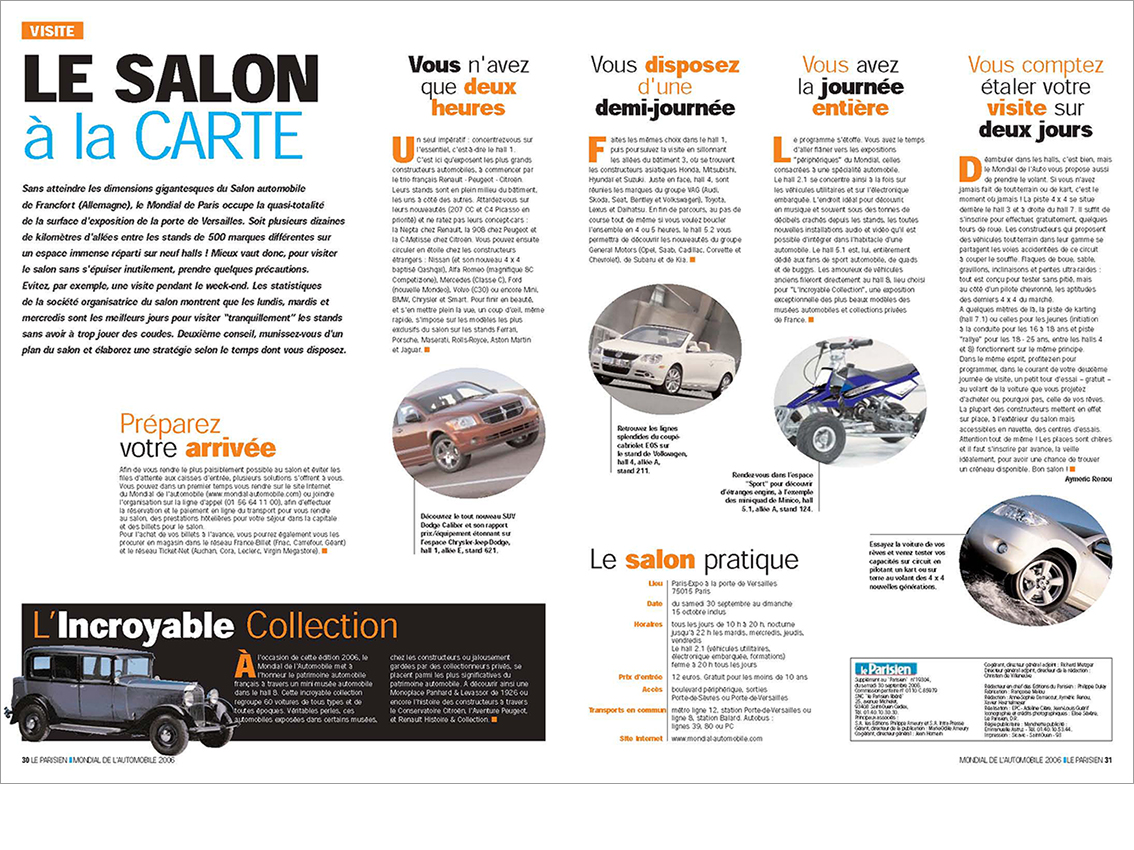 VISITE
LE SALON
à la CARTE
Sans atteindre les dimensions gigantesques du Salon automobile
de Francfort (Allemagne), le Mondial de Paris occupe la quasi-totalité
de la surface d'exposition de la porte de Versailles. Soit plusieurs dizaines
de kilomètres d'allées entre les stands de 500 marques différentes sur
un espace immense réparti sur neuf halls ! Mieux vaut donc, pour visiter
le salon sans s'épuiser inutilement, prendre quelques précautions.
Evitez, par exemple, une visite pendant le week-end. Les statistiques
de la société organisatrice du salon montrent que les lundis, mardis et
mercredis sont les meilleurs jours pour visiter "tranquillement" les stands
sans avoir à trop jouer des coudes. Deuxième conseil, munissez-vous d'un
plan du salon et élaborez une stratégie selon le temps dont vous disposez.
Préparez
votre arrivée
Afin de vous rendre le plus paisiblement possible au salon et éviter les
files d'attente aux caisses d'entrée, plusieurs solutions s'offrent à vous.
Vous pouvez dans un premier temps vous rendre sur le site Internet
du Mondial de l'automobile (www.mondial-automobile.com) ou joindre
l'organisation sur la ligne d'appel (01 56 64 11 00), afin d'effectuer
la réservation et le paiement en ligne du transport pour vous rendre
au salon, des prestations hôtelières pour votre séjour dans la capitale
et des billets pour le salon.
Pour l'achat de vos billets à l'avance, vous pourrez également vous les
procurer en magasin dans le réseau France-Billet (Fnac, Carrefour, Géant)
et le réseau Ticket-Net (Auchan, Cora, Leclerc, Virgin Megastore).
Vous n'avez
que deux
heures
Un seul impératif : concentrez-vous sur
l'essentiel, c'est-à-dire le hall 1.
C'est ici qu'exposent les plus grands
constructeurs automobiles, à commencer par
le trio français Renault - Peugeot - Citroën.
Leurs stands sont en plein milieu du bâtiment,
les uns à côté des autres. Attardez-vous sur
leurs nouveautés (207 CC et C4 Picasso en
priorité) et ne ratez pas leurs concept-cars :
la Nepta chez Renault, la 908 chez Peugeot et
la C-Metisse chez Citroën. Vous pouvez ensuite
circuler en étoile chez les constructeurs
étrangers : Nissan (et son nouveau 4 x 4
baptisé Qashqai), Alfa Romeo (magnifique 8C
Competizione), Mercedes (Classe C), Ford
(nouvelle Mondeo), Volvo (C30) ou encore Mini,
BMW, Chrysler et Smart. Pour finir en beauté,
et s'en mettre plein la vue, un coup d'œil, même
rapide, s'impose sur les modèles les plus
exclusifs du salon sur les stands Ferrari,
Porsche, Maserati, Rolls-Royce, Aston Martin
et Jaguar.
Découvrez le tout nouveau SUV
Dodge Caliber et son rapport
prix/équipement étonnant sur
l'espace Chrysler-Jeep-Dodge,
hall 1, allée E, stand 621.
L'Incroyable Collection
À l'occasion de cette édition 2006, le
Mondial de l'Automobile met à
l'honneur le patrimoine automobile
français à travers un mini-musée automobile
dans le hall 8. Cette incroyable collection
regroupe 60 voitures de tous types et de
toutes époques. Véritables perles, ces
automobiles exposées dans certains musées,
chez les constructeurs ou jalousement
gardées par des collectionneurs privés, se
placent parmi les plus significatives du
patrimoine automobile. A découvrir ainsi une
Monoplace Panhard & Levassor de 1926 ou
encore l'histoire des constructeurs à travers
le Conservatoire Citroën, l'Aventure Peugeot,
et Renault Histoire & Collection.
30 LE PARISIEN MONDIAL DE L'AUTOMOBILE 2006
Vous disposez
d'une
demi-journée
Faites les mêmes choix dans le hall 1,
puis poursuivez la visite en sillonnant
les allées du bâtiment 3, où se trouvent
les constructeurs asiatiques Honda, Mitsubishi,
Hyundai et Suzuki. Juste en face, hall 4, sont
réunies les marques du groupe VAG (Audi,
Skoda, Seat, Bentley et Volkswagen), Toyota,
Lexus et Daihatsu. En fin de parcours, au pas de
course tout de même si vous voulez boucler
l'ensemble en 4 ou 5 heures, le hall 5.2 vous
permettra de découvrir les nouveautés du groupe
General Motors (Opel, Saab, Cadillac, Corvette et
Chevrolet), de Subaru et de Kia.
Retrouvez les lignes
splendides du coupé-
cabriolet EOS sur
le stand de Volkwagen,
hall 4, allée A,
stand 211.
Vous avez
la journée
entière
Le programme s'étoffe. Vous avez le temps
d'aller flâner vers les expositions
"périphériques" du Mondial, celles
consacrées à une spécialité automobile.
Le hall 2.1 se concentre ainsi à la fois sur
les véhicules utilitaires et sur l'électronique
embarquée. L'endroit idéal pour découvrir,
en musique et souvent sous des tonnes de
décibels crachés depuis les stands, les toutes
nouvelles installations audio et vidéo qu'il est
possible d'intégrer dans l'habitacle d'une
automobile. Le hall 5.1 est, lui, entièrement
dédié aux fans de sport automobile, de quads
et de buggys. Les amoureux de véhicules
anciens fileront directement au hall 8, lieu choisi
pour "L'Incroyable Collection", une exposition
exceptionnelle des plus beaux modèles des
musées automobiles et collections privées
de France.
Rendez-vous dans l'espace
"Sport" pour découvrir
d'étranges engins, à l'exemple
des miniquad de Minico, hall
5.1, allée A, stand 124.
Vous comptez
étaler votre
visite sur
deux jours
Déambuler dans les halls, c'est bien, mais
le Mondial de l'Auto vous propose aussi
de prendre le volant. Si vous n'avez
jamais fait de tout-terrain ou de kart, c'est le
moment ou jamais ! La piste 4 x 4 se situe
derrière le hall 3 et à droite du hall 7. Il suffit de
s'inscrire pour effectuer, gratuitement, quelques
tours de roue. Les constructeurs qui proposent
des véhicules tout-terrain dans leur gamme se
partagent les voies accidentées de ce circuit
à couper le souffle. Flaques de boue, sable,
gravillons, inclinaisons et pentes ultra-raides :
tout est conçu pour tester sans pitié, mais
au côté d'un pilote chevronné, les aptitudes
des derniers 4 x 4 du marché.
A quelques mètres de là, la piste de karting
(hall 7.1) ou celles pour les jeunes (initiation
à la conduite pour les 16 à 18 ans et piste
"rallye" pour les 18 - 25 ans, entre les halls 4
et 8) fonctionnent sur le même principe.
Dans le même esprit, profitez-en pour
programmer, dans le courant de votre deuxième
journée de visite, un petit tour d'essai – gratuit –
au volant de la voiture que vous projetez
d'acheter ou, pourquoi pas, celle de vos rêves.
La plupart des constructeurs mettent en effet
sur place, à l'extérieur du salon mais
accessibles en navette, des centres d'essais.
Attention tout de même ! Les places sont chères
et il faut s'inscrire par avance, la veille
idéalement, pour avoir une chance de trouver
un créneau disponible. Bon salon !
Aymeric Renou
Essayez la voiture de vos
rêves et venez tester vos
capacités sur circuit en
pilotant un kart ou sur
terre au volant des 4 x 4
nouvelles générations.
Le salon pratique
Lieu Paris-Expo à la porte de Versailles
75015 Paris
Date du samedi 30 septembre au dimanche
15 octobre inclus
Horaires tous les jours de 10 h à 20 h, nocturne
jusqu'à 22 h les mardis, mercredis, jeudis,
vendredis
Le hall 2.1 (véhicules utilitaires,
électronique embarquée, formations)
ferme à 20 h tous les jours
Prix d'entrée 12 euros. Gratuit pour les moins de 10 ans
Accès boulevard périphérique, sorties
Porte-de-Sèvres ou Porte-de-Versailles
Transports en commun métro ligne 12, station Porte-de-Versailles ou
ligne 8, station Balard. Autobus :
lignes 39, 80 ou PC
Site Internet www.mondial-automobile.com
le Parisien
Supplément au "Parisien" n°19304,
du samedi 30 septembre 2006.
SNC "le Parisien libéré"
25, avenue Michelet,
93408 Saint-Ouen Cedex.
Principaux associés :
Cogérant, directeur général adjoint : Richard Metzger
Christian de Villeneuve
MONDIAL DE L'AUTOMOBILE 2006 LE PARISIEN 31